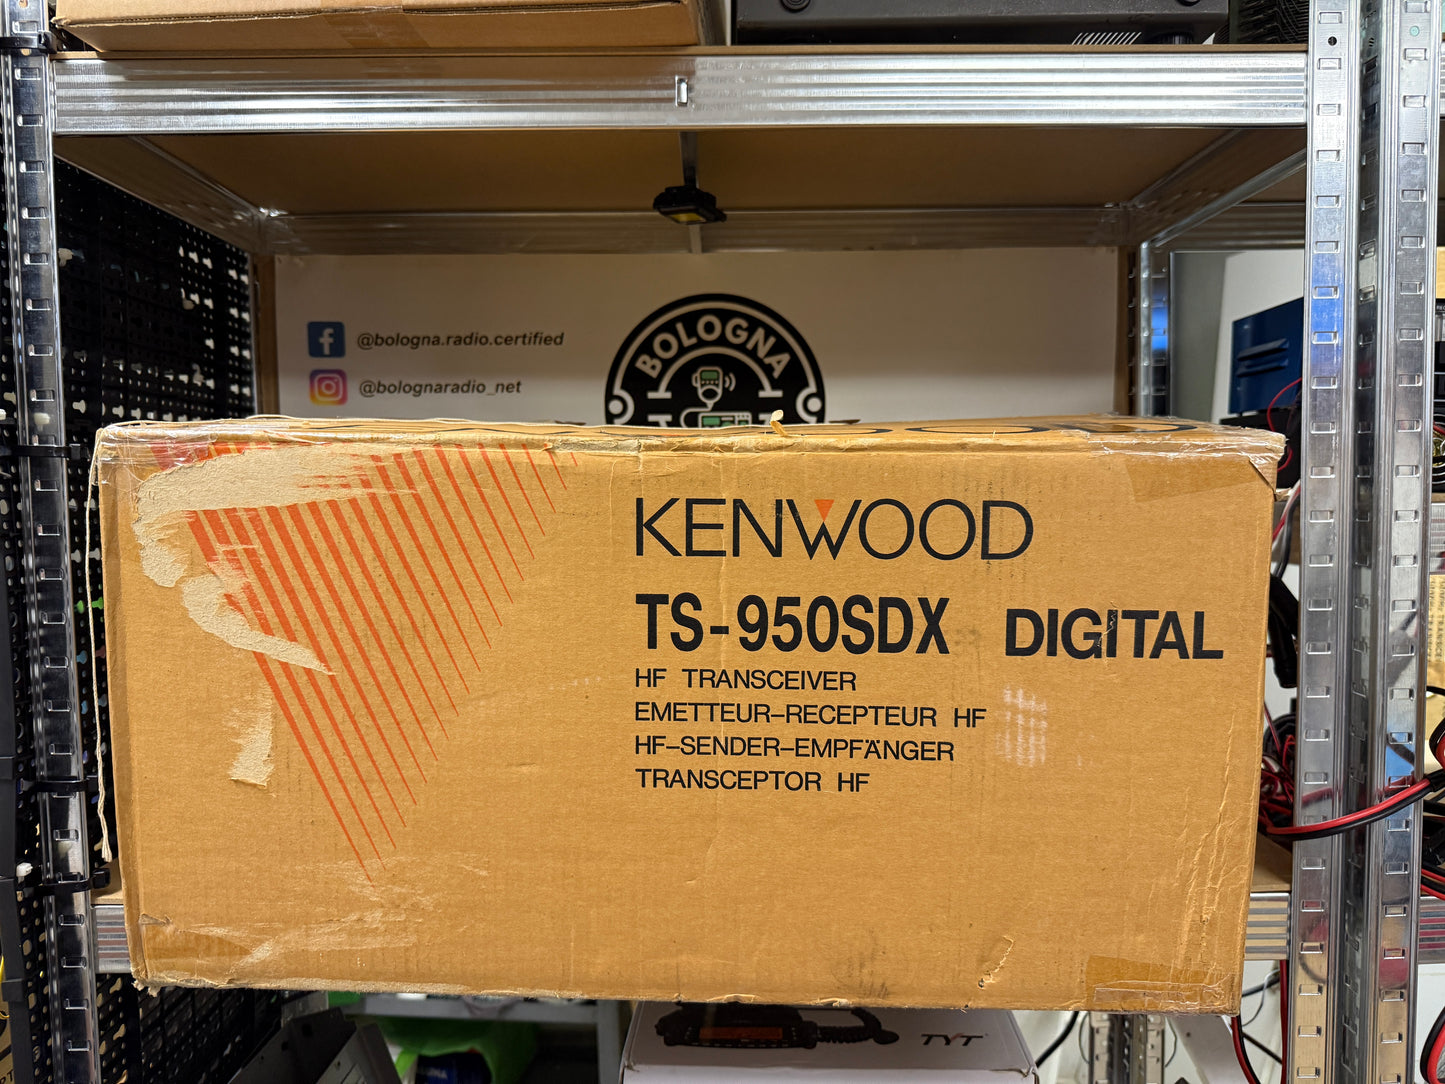 @bologna.radio.certified
@bolognaradio_net
BOLOGNA
KENWOOD
TS-950SDX DIGITAL
HF TRANSCEIVER
EMETTEUR-RECEPTEUR HF
HF-SENDER-EMPFÄNGER
TRANSCEPTOR HF
TYT